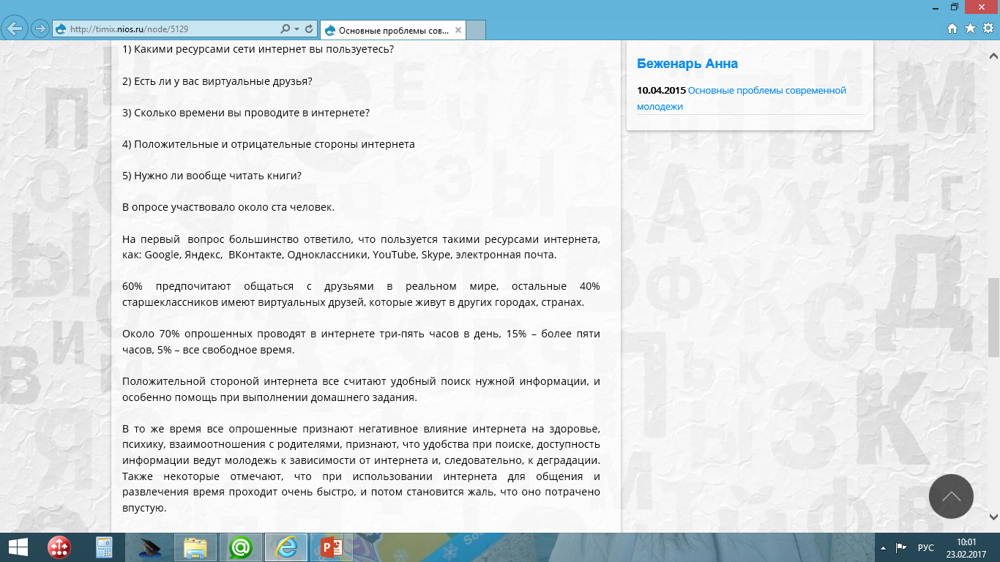 http://timix.nios.ru/node/5129
Основные проблемы сов...
1) Какими ресурсами сети интернет вы пользуетесь?
2) Есть ли у вас виртуальные друзья?
3) Сколько времени вы проводите в интернете?
4) Положительные и отрицательные стороны интернета
5) Нужно ли вообще читать книги?
В опросе участвовало около ста человек.
На первый вопрос большинство ответило, что пользуется такими ресурсами интернета,
как: Google, Яндекс, ВКонтакте, Одноклассники, YouTube, Skype, электронная почта.
60% предпочитают общаться с друзьями в реальном мире, остальные 40%
старшеклассников имеют виртуальных друзей, которые живут в других городах, странах.
Около 70% опрошенных проводят в интернете три-пять часов в день, 15% – более пяти
часов, 5% – все свободное время.
Положительной стороной интернета все считают удобный поиск нужной информации, и
особенно помощь при выполнении домашнего задания.
В то же время все опрошенные признают негативное влияние интернета на здоровье,
психику, взаимоотношения с родителями, признают, что удобства при поиске, доступность
информации ведут молодежь к зависимости от интернета и, следовательно, к деградации.
Также некоторые отмечают, что при использовании интернета для общения и
развлечения время проходит очень быстро, и потом становится жаль, что оно потрачено
впустую.
Беженарь Анна
10.04.2015 Основные проблемы современной
молодежи
РУС
10:01
23.02.2017